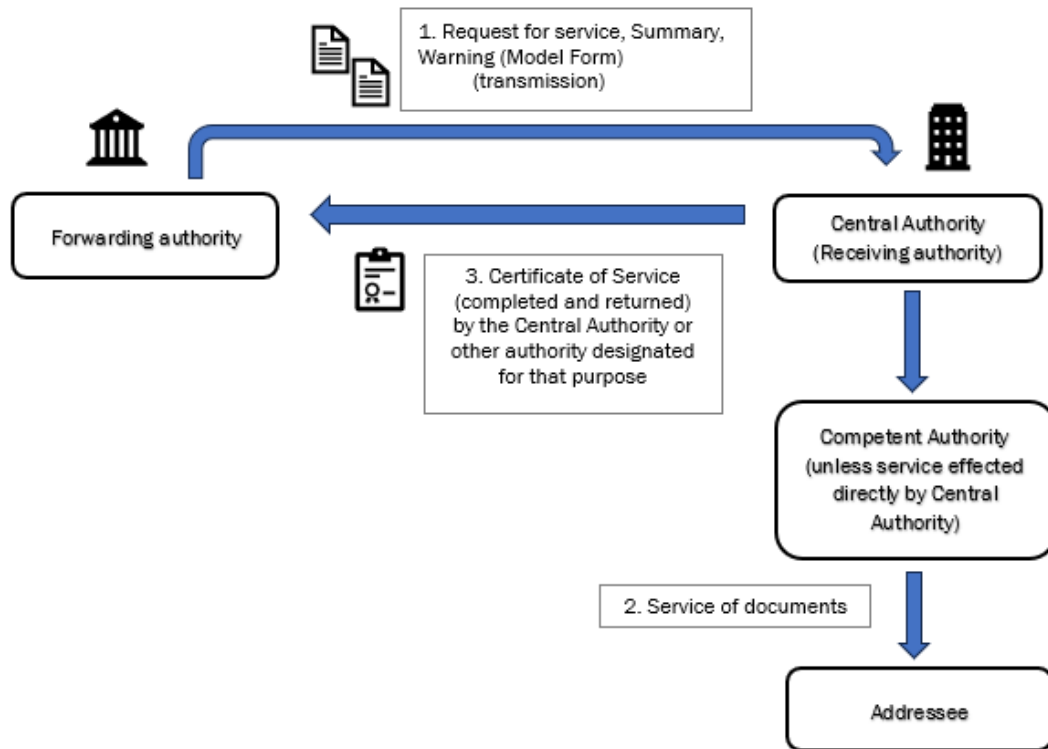 1. Request for service, Summary,
Warning (Model Form)
(transmission)
Forwarding authority
Central Authority
(Receiving authority)
3. Certificate of Service
(completed and returned)
by the Central Authority or
other authority designated
for that purpose
Competent Authority
(unless service effected
directly by Central
Authority)
2. Service of documents
Addressee